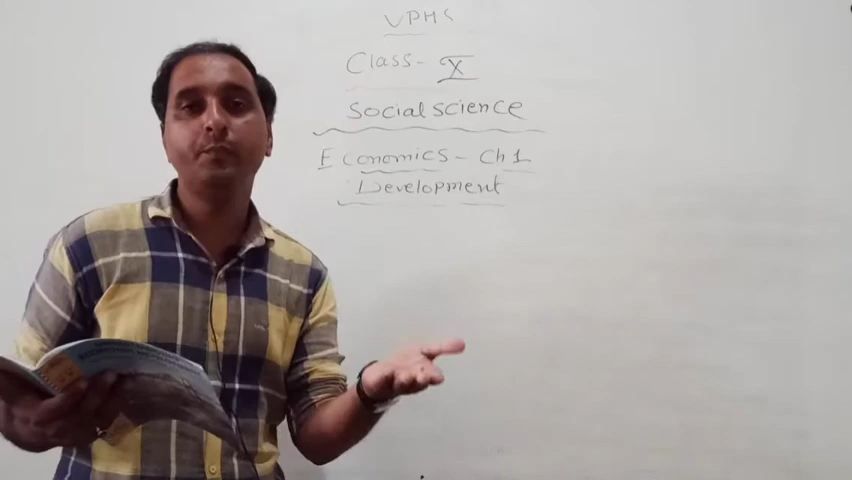 VPHS
Class- X
Social science
Economics- Ch 1
Development